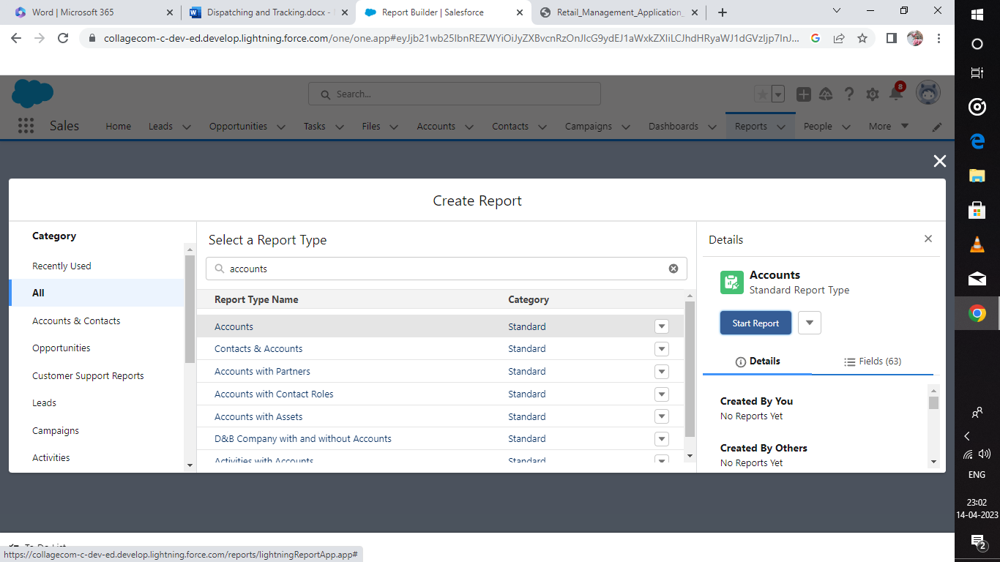 Word | Microsoft 365
Dispatching and Tracking.docx -
Report Builder | Salesforce
Retail_Management_Application_
collagecom-c-dev-ed.develop.lightning.force.com/one/one.app#eyJjb21wb25lbnREZWYiOiJyZXBvcnRzOnJlcG9ydEJ1aWxkZXIiLCJhdHRyaWJ1dGVzIjp7InJ...
Search...
8
Sales
Home
Leads
Opportunities
Tasks
Files
Accounts
Contacts
Campaigns
Dashboards
Reports
People
More
Create Report
Category
Recently Used
All
Accounts & Contacts
Opportunities
Customer Support Reports
Leads
Campaigns
Activities
Select a Report Type
accounts
Report Type Name Category
Accounts Standard
Contacts & Accounts Standard
Accounts with Partners Standard
Accounts with Contact Roles Standard
Accounts with Assets Standard
D&B Company with and without Accounts Standard
Activities with Accounts Standard
Details
Accounts
Standard Report Type
Start Report
Details
Fields (63)
Created By You
No Reports Yet
Created By Others
No Reports Yet
To Do List
https://collagecom-c-dev-ed.develop.lightning.force.com/reports/lightningReportApp.app#
ENG
23:02
14-04-2023
2